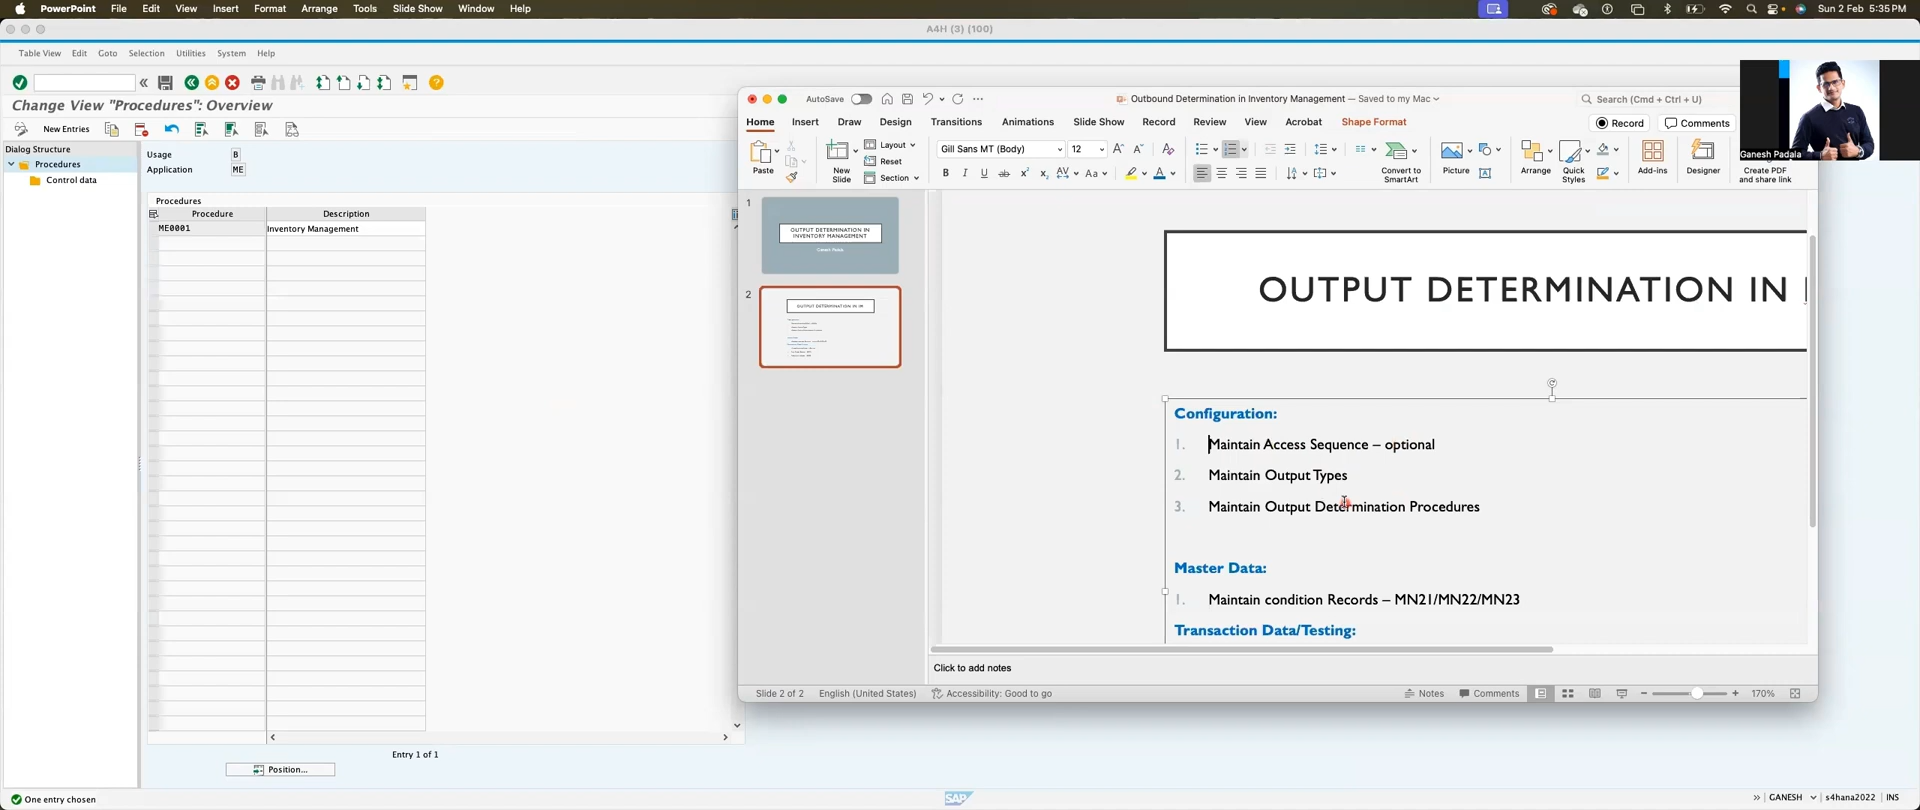 PowerPoint File Edit View Insert Format Arrange Tools Slide Show Window Help
Sun 2 Feb 5:35 PM
A4H (3) (100)
Table View Edit Goto Selection Utilities System Help
Change View "Procedures": Overview
New Entries
Dialog Structure
Procedures
Control data
Usage B
Application ME
Procedures
Procedure Description
ME0001 Inventory Management
Entry 1 of 1
Position...
One entry chosen
SAP
GANESH s4hana2022 INS
AutoSave
Outbound Determination in Inventory Management — Saved to my Mac
Search (Cmd + Ctrl + U)
Home Insert Draw Design Transitions Animations Slide Show Record Review View Acrobat Shape Format
Record Comments
Ganesh Padala
Paste
New Slide
Layout
Reset
Section
Gill Sans MT (Body) 12
Convert to SmartArt
Picture
Arrange
Quick Styles
Add-ins
Designer
Create PDF and share link
1
OUTPUT DETERMINATION IN
INVENTORY MANAGEMENT
2
OUTPUT DETERMINATION IN IM
OUTPUT DETERMINATION IN
Configuration:
1. Maintain Access Sequence – optional
2. Maintain Output Types
3. Maintain Output Determination Procedures
Master Data:
1. Maintain condition Records – MN21/MN22/MN23
Transaction Data/Testing:
Click to add notes
Slide 2 of 2 English (United States) Accessibility: Good to go
Notes Comments 170%